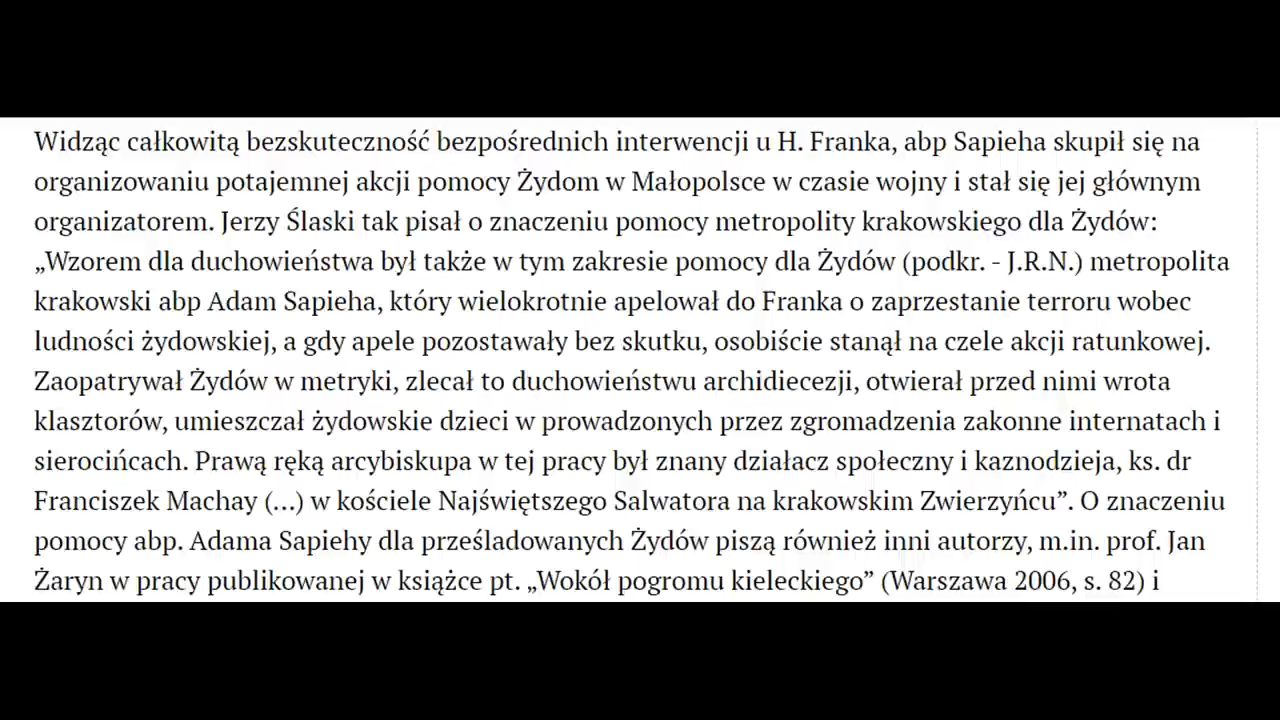 Widząc całkowitą bezskuteczność bezpośrednich interwencji u H. Franka, abp Sapieha skupił się na
organizowaniu potajemnej akcji pomocy Żydom w Małopolsce w czasie wojny i stał się jej głównym
organizatorem. Jerzy Ślaski tak pisał o znaczeniu pomocy metropolity krakowskiego dla Żydów:
„Wzorem dla duchowieństwa był także w tym zakresie pomocy dla Żydów (podkr. - J.R.N.) metropolita
krakowski abp Adam Sapieha, który wielokrotnie apelował do Franka o zaprzestanie terroru wobec
ludności żydowskiej, a gdy apele pozostawały bez skutku, osobiście stanął na czele akcji ratunkowej.
Zaopatrywał Żydów w metryki, zlecał to duchowieństwu archidiecezji, otwierał przed nimi wrota
klasztorów, umieszczał żydowskie dzieci w prowadzonych przez zgromadzenia zakonne internatach i
sierocińcach. Prawą ręką arcybiskupa w tej pracy był znany działacz społeczny i kaznodzieja, ks. dr
Franciszek Machay (...) w kościele Najświętszego Salwatora na krakowskim Zwierzyńcu”. O znaczeniu
pomocy abp. Adama Sapiehy dla prześladowanych Żydów piszą również inni autorzy, m.in. prof. Jan
Żaryn w pracy publikowanej w książce pt. „Wokół pogromu kieleckiego” (Warszawa 2006, s. 82) i